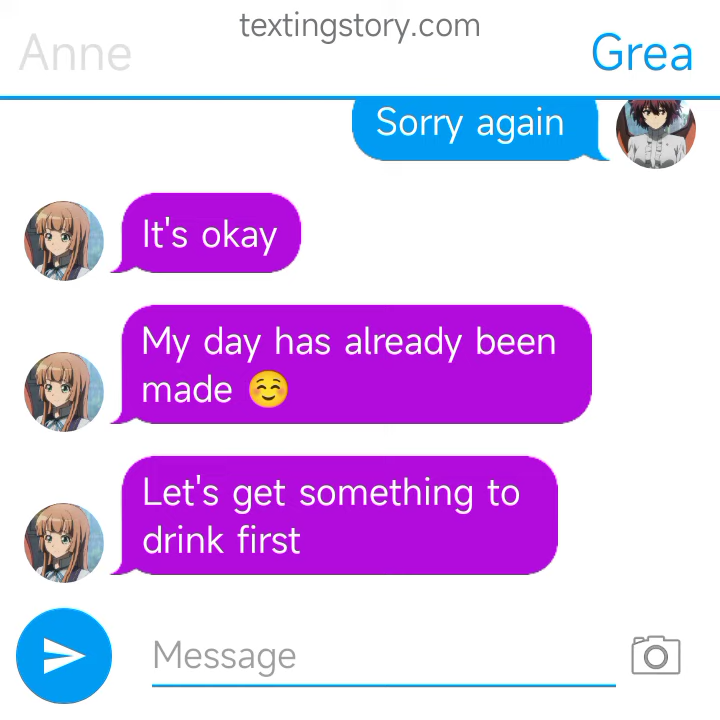 textingstory.com
Anne
Grea
Sorry again
It's okay
My day has already been
made ☺️
Let's get something to
drink first
Message